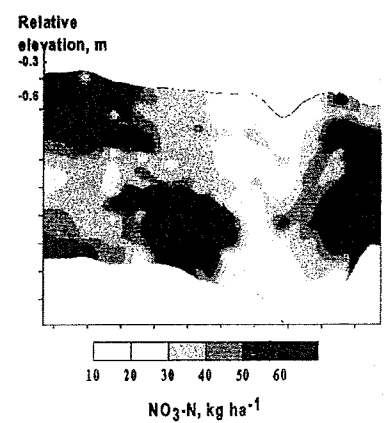 Relative
elevation, m
-0.3
-0.6
10 20 30 40 50 60
NO₃-N, kg ha⁻¹